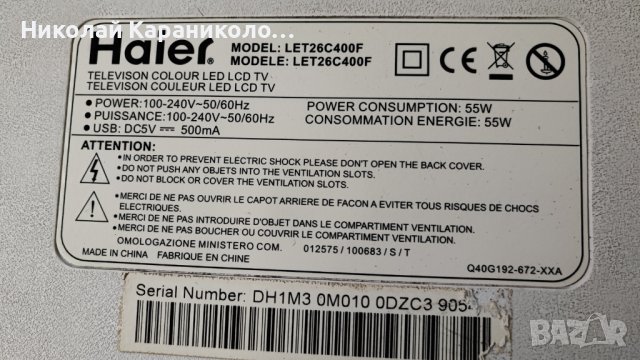 Николай Караниколо...
Haier
MODEL: LET26C400F
MODELE: LET26C400F
TELEVISON COLOUR LED LCD TV
TELEVISION COULEUR LED LCD TV
• POWER:100-240V~50/60Hz
• PUISSANCE:100-240V~50/60Hz
• USB: DC5V ⎓ 500mA
POWER CONSUMPTION: 55W
CONSOMMATION ENERGIE: 55W
ATTENTION:
•IN ORDER TO PREVENT ELECTRIC SHOCK PLEASE DON'T OPEN THE BACK COVER.
•DO NOT PUSH ANY OBJETS INTO THE VENTILATION SLOTS.
•DO NOT BLOCK OR COVER THE VENTILATION SLOTS.
•MERCI DE NE PAS OUVRIR LE CAPOT ARRIERE DE FACON A EVITER TOUS RISQUES DE CHOCS
ELECTRIQUES.
•MERCI DE NE PAS INTRODUIRE D'OBJET DANS LE COMPARTIMENT VENTILATION.
•MERCI DE NE PAS BOUCHER OU COUVRIR LE COMPARTIMENT VENTILATION.
OMOLOGAZIONE MINISTERO COM. 012575 / 100683 / S / T
MADE IN CHINA FABRIQUE EN CHINE
Q40G192-672-XXA
Serial Number: DH1M3 0M010 0DZC3 905
bazar